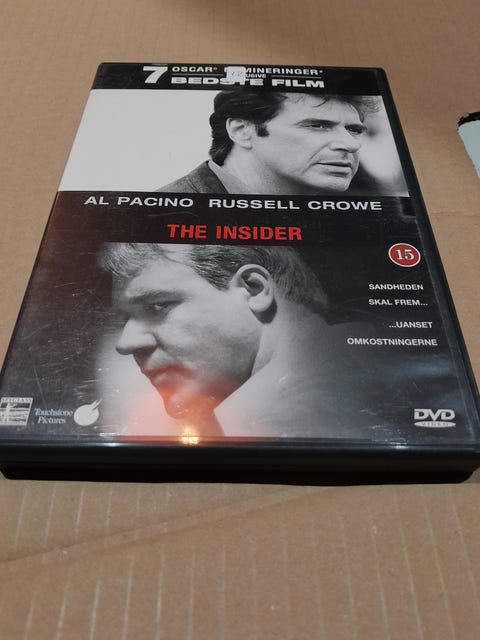 7 OSCAR® NOMINERINGER*
BEDSTE FILM
AL PACINO RUSSELL CROWE
THE INSIDER
15
SANDHEDEN
SKAL FREM...
...UANSET
OMKOSTNINGERNE
Touchstone
Pictures
DVD
VIDEO